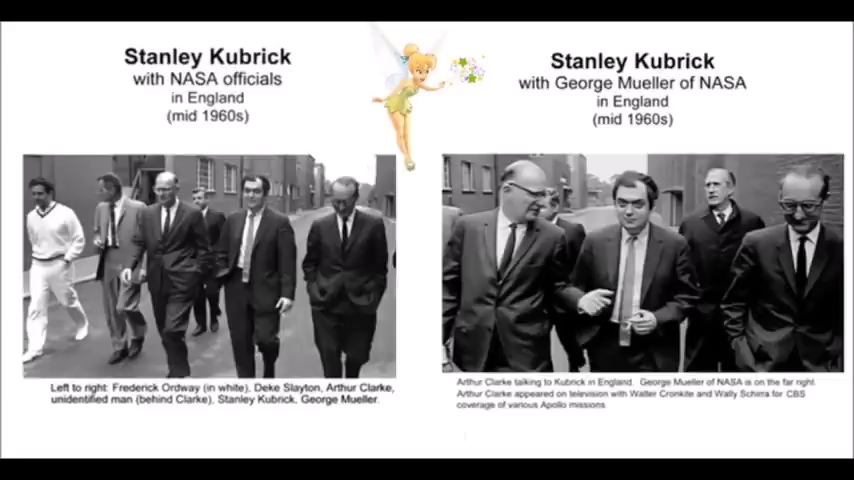 Stanley Kubrick
with NASA officials
in England
(mid 1960s)
Left to right: Frederick Ordway (in white), Deke Slayton, Arthur Clarke,
unidentified man (behind Clarke), Stanley Kubrick, George Mueller.
Stanley Kubrick
with George Mueller of NASA
in England
(mid 1960s)
Arthur Clarke talking to Kubrick in England. George Mueller of NASA is on the far right.
Arthur Clarke appeared on television with Walter Cronkite and Wally Schirra for CBS
coverage of various Apollo missions